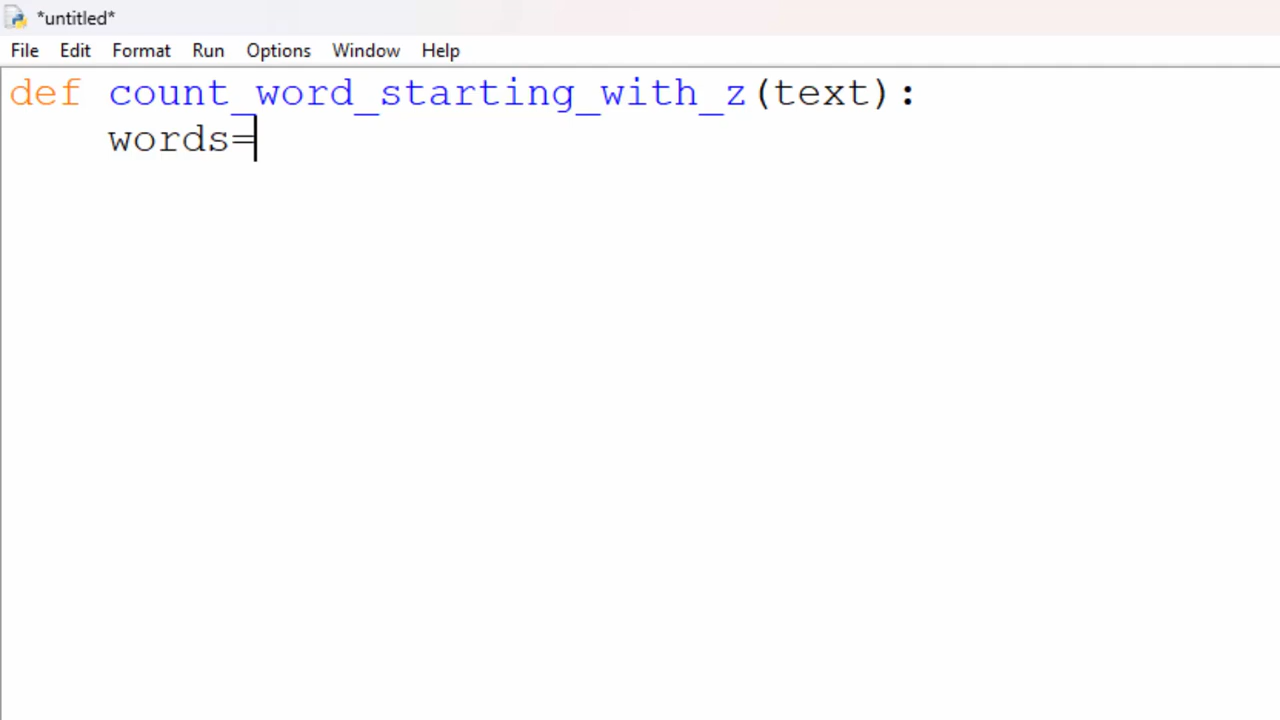 *untitled*
File Edit Format Run Options Window Help
def count_word_starting_with_z(text):
words=